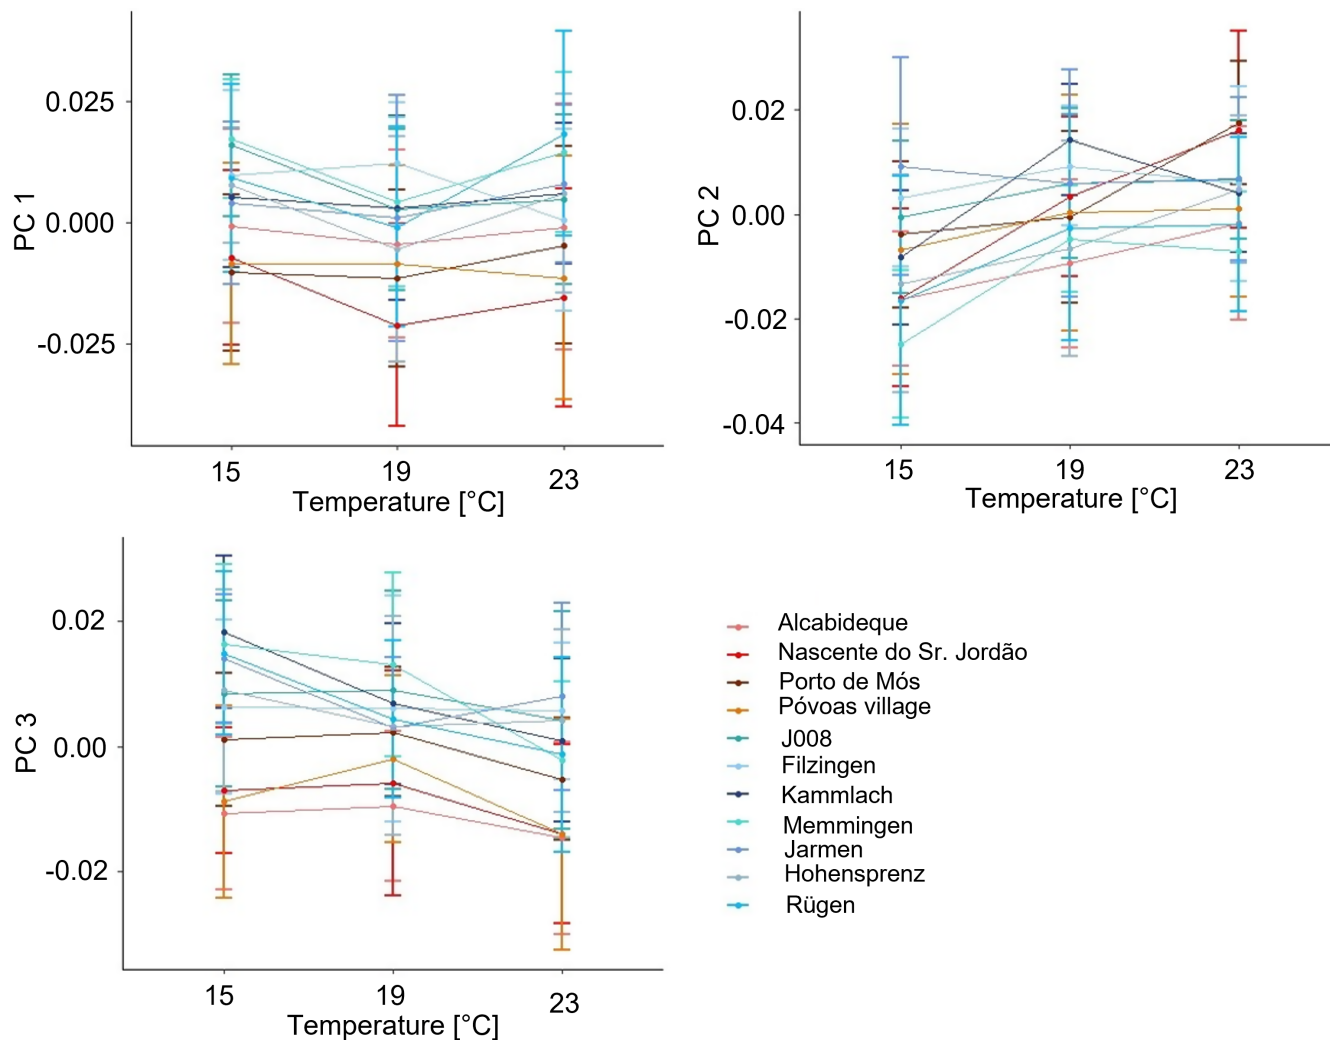 PC 1
0.025
0.000
-0.025
15
19
23
Temperature [°C]
PC 2
0.02
0.00
-0.02
-0.04
15
19
23
Temperature [°C]
PC 3
0.02
0.00
-0.02
15
19
23
Temperature [°C]
Alcabideque
Nascente do Sr. Jordão
Porto de Mós
Póvoas village
J008
Filzingen
Kammlach
Memmingen
Jarmen
Hohensprenz
Rügen